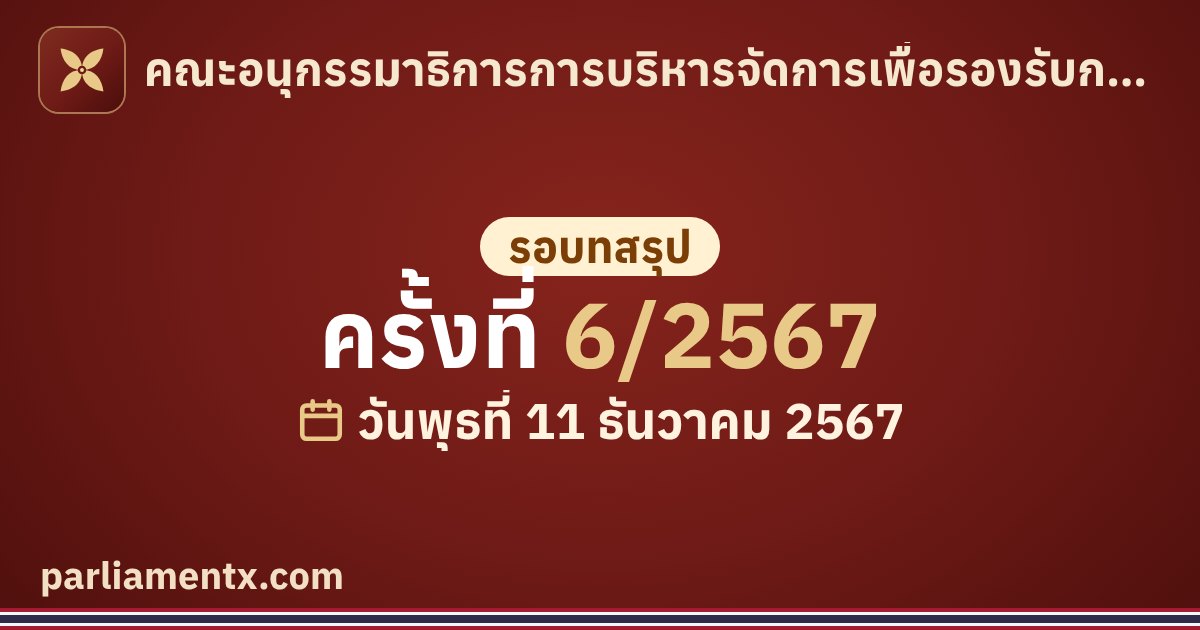 คณะอนุกรรมาธิการการบริหารจัดการเพื่อรองรับก...
รอบทสรุป
ครั้งที่ 6/2567
วันพุธที่ 11 ธันวาคม 2567
parliamentx.com